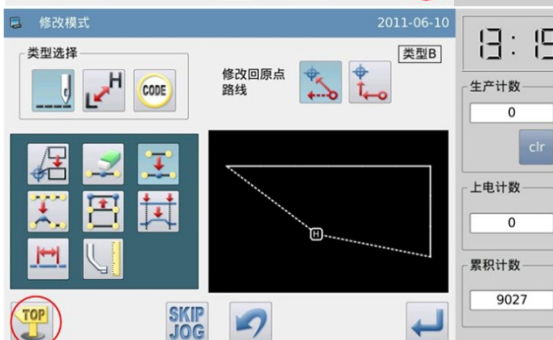 修改模式 2011-06-10
类型选择
H
CODE
修改回原点
路线
类型B
生产计数
0
clr
上电计数
0
累积计数
9027
H
TOP
SKIP
JOG